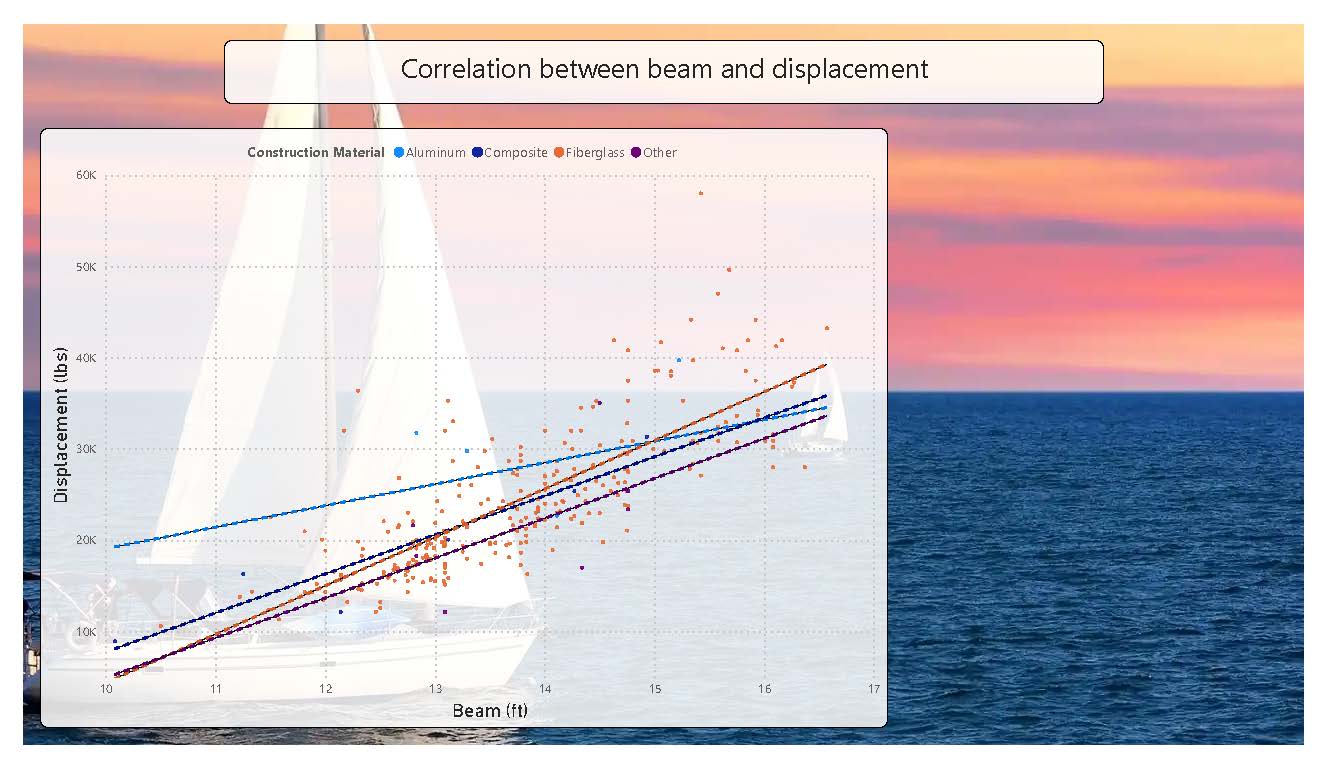 Correlation between beam and displacement
Construction Material Aluminum Composite Fiberglass Other
60K
50K
40K
30K
20K
10K
Displacement (lbs)
10 11 12 13 14 15 16 17
Beam (ft)